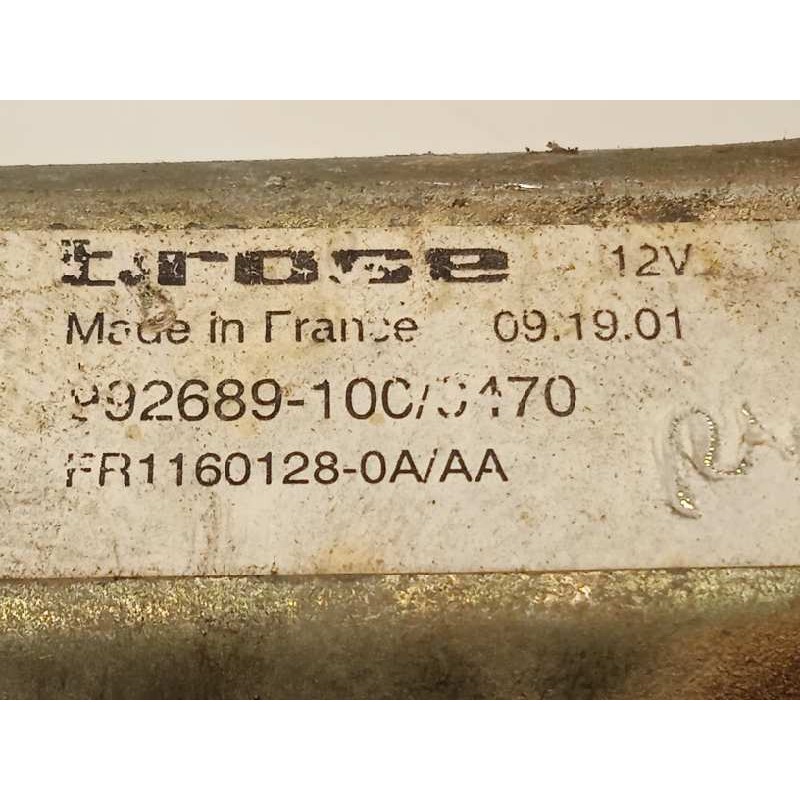 brose 12V
Made in France 09.19.01
992689-100/0470
FR1160128-0A/AA